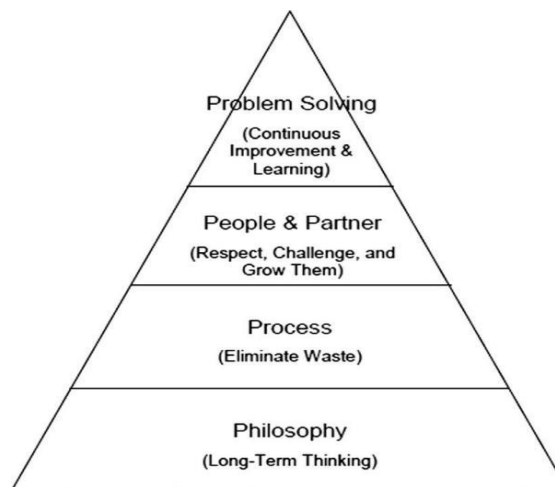 Problem Solving
(Continuous
Improvement &
Learning)
People & Partner
(Respect, Challenge, and
Grow Them)
Process
(Eliminate Waste)
Philosophy
(Long-Term Thinking)